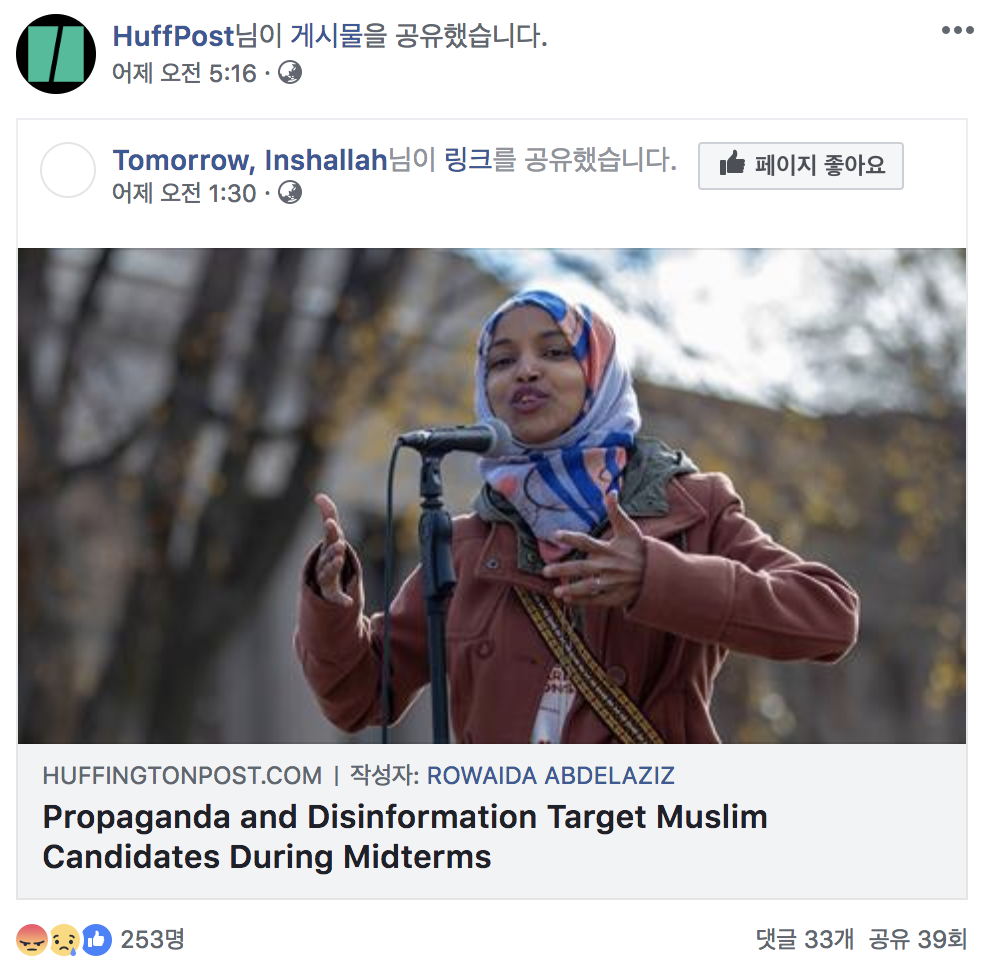 HuffPost님이 게시물을 공유했습니다.
어제 오전 5:16 ·
Tomorrow, Inshallah님이 링크를 공유했습니다.
어제 오전 1:30 ·
페이지 좋아요
HUFFINGTONPOST.COM | 작성자: ROWAIDA ABDELAZIZ
Propaganda and Disinformation Target Muslim
Candidates During Midterms
253명
댓글 33개 공유 39회